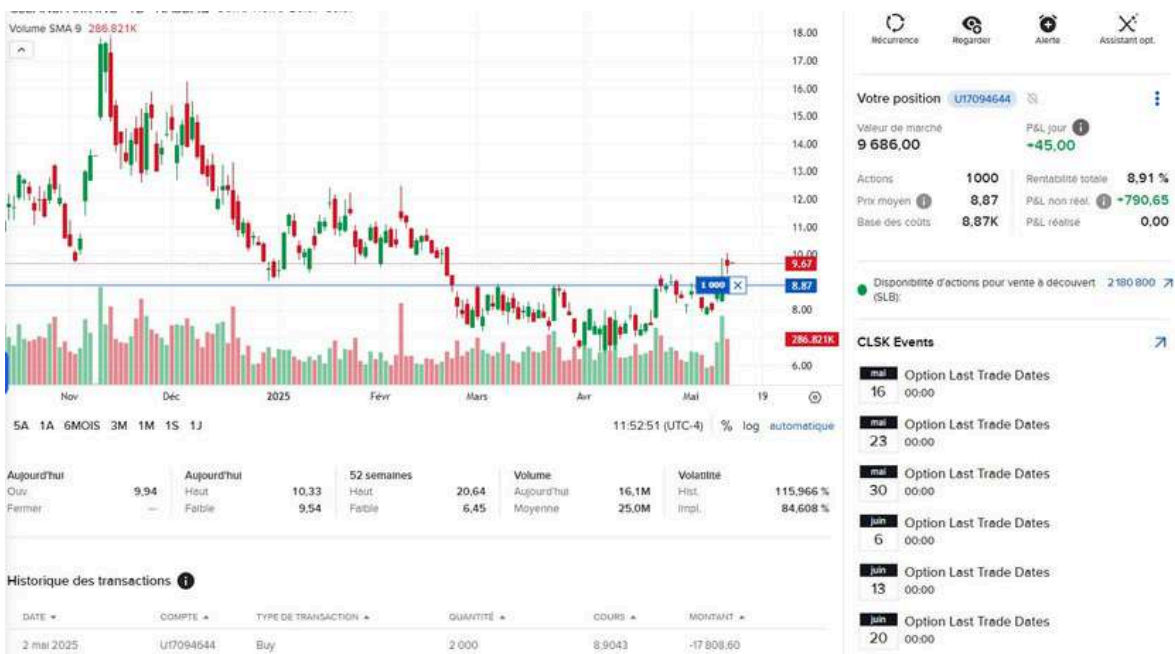 Volume SMA 9 286.821K
18.00
17.00
16.00
15.00
14.00
13.00
12.00
11.00
10.00
9.67
1 000
8.87
8.00
286.821K
6.00
Nov Déc 2025 Févr Mars Avr Mai 19
5A 1A 6MOIS 3M 1M 1S 1J 11:52:51 (UTC-4) % log automatique
Aujourd'hui Aujourd'hui 52 semaines Volume Volatilité
Ouv. 9,94 Haut 10,33 Haut 20,64 Aujourd'hui 16,1M Hist. 115,966 %
Fermer — Faible 9,54 Faible 6,45 Moyenne 25,0M Impl. 84,608 %
Historique des transactions
DATE COMPTE TYPE DE TRANSACTION QUANTITÉ COURS MONTANT
2 mai 2025 U17094644 Buy 2 000 8,9043 -17 808,60
Récurrence Regarder Alerte Assistant opt.
Votre position U17094644
Valeur de marché P&L jour
9 686,00 +45,00
Actions 1000 Rentabilité totale 8,91 %
Prix moyen 8,87 P&L non réal. +790,65
Base des coûts 8,87K P&L réalisé 0,00
Disponibilité d'actions pour vente à découvert 2 180 800
(SLB):
CLSK Events
mai
16
Option Last Trade Dates
00:00
mai
23
Option Last Trade Dates
00:00
mai
30
Option Last Trade Dates
00:00
juin
6
Option Last Trade Dates
00:00
juin
13
Option Last Trade Dates
00:00
juin
20
Option Last Trade Dates
00:00